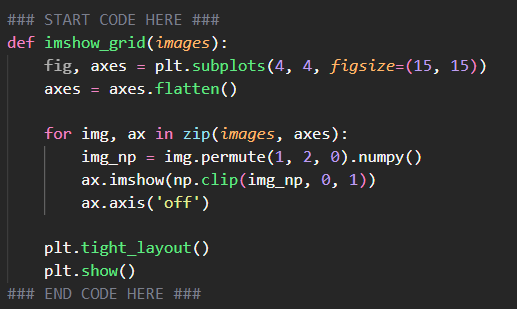 ### START CODE HERE ###
def imshow_grid(images):
    fig, axes = plt.subplots(4, 4, figsize=(15, 15))
    axes = axes.flatten()

    for img, ax in zip(images, axes):
        img_np = img.permute(1, 2, 0).numpy()
        ax.imshow(np.clip(img_np, 0, 1))
        ax.axis('off')

    plt.tight_layout()
    plt.show()
### END CODE HERE ###